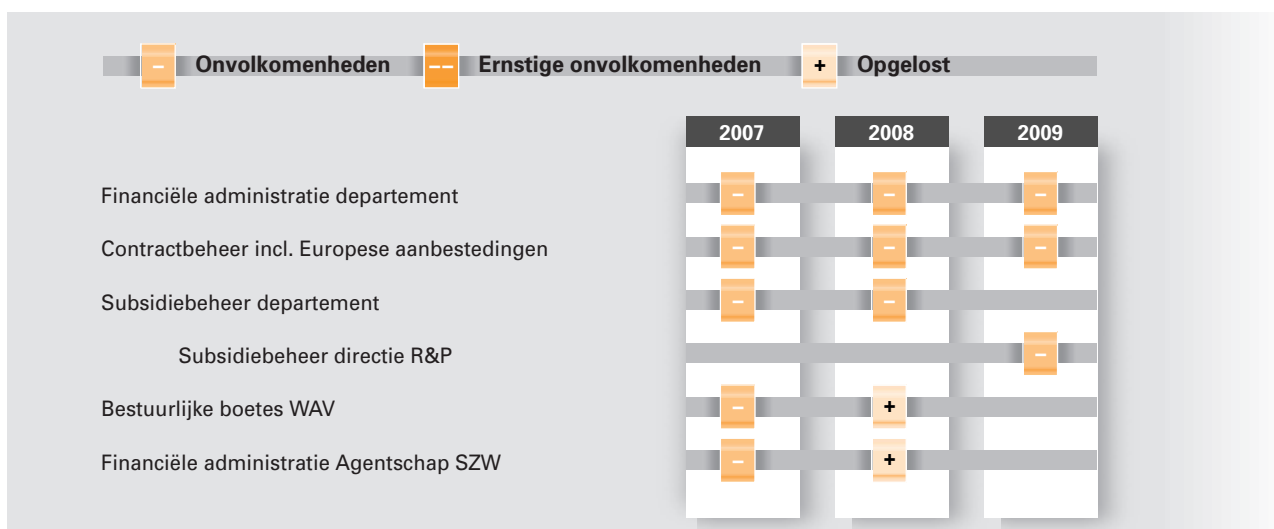 – Onvolkomenheden –– Ernstige onvolkomenheden + Opgelost
2007 2008 2009
Financiële administratie departement – – –
Contractbeheer incl. Europese aanbestedingen – – –
Subsidiebeheer departement – –
Subsidiebeheer directie R&P –
Bestuurlijke boetes WAV – +
Financiële administratie Agentschap SZW – +